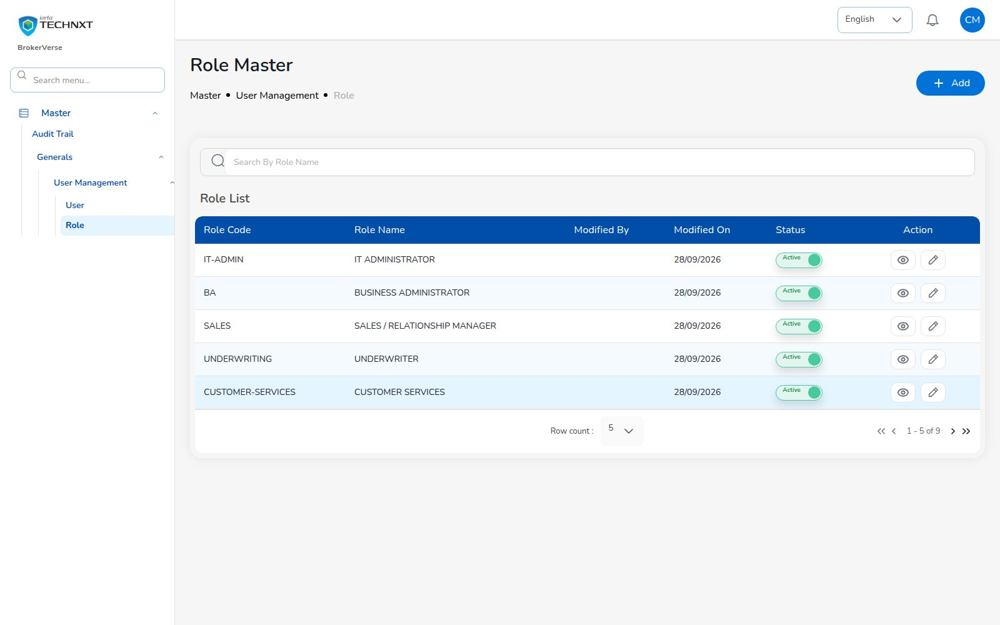 iorta
TECHNXT
BrokerVerse
Search menu...
Master
Audit Trail
Generals
User Management
User
Role
English
CM
Role Master
Master • User Management • Role
Add
Search By Role Name
Role List
Role Code Role Name Modified By Modified On Status Action
IT-ADMIN IT ADMINISTRATOR 28/09/2026 Active
BA BUSINESS ADMINISTRATOR 28/09/2026 Active
SALES SALES / RELATIONSHIP MANAGER 28/09/2026 Active
UNDERWRITING UNDERWRITER 28/09/2026 Active
CUSTOMER-SERVICES CUSTOMER SERVICES 28/09/2026 Active
Row count : 5 1 - 5 of 9